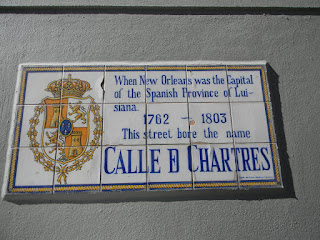 When New Orleans was the Capital
of the Spanish Province of Loui-
siana.
1762 - 1803
This street bore the name
CALLE D CHARTRES